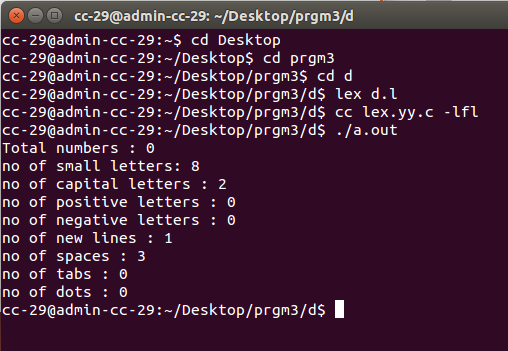 cc-29@admin-cc-29: ~/Desktop/prgm3/d
cc-29@admin-cc-29:~$ cd Desktop
cc-29@admin-cc-29:~/Desktop$ cd prgm3
cc-29@admin-cc-29:~/Desktop/prgm3$ cd d
cc-29@admin-cc-29:~/Desktop/prgm3/d$ lex d.l
cc-29@admin-cc-29:~/Desktop/prgm3/d$ cc lex.yy.c -lfl
cc-29@admin-cc-29:~/Desktop/prgm3/d$ ./a.out
Total numbers : 0
no of small letters: 8
no of capital letters : 2
no of positive letters : 0
no of negative letters : 0
no of new lines : 1
no of spaces : 3
no of tabs : 0
no of dots : 0
cc-29@admin-cc-29:~/Desktop/prgm3/d$